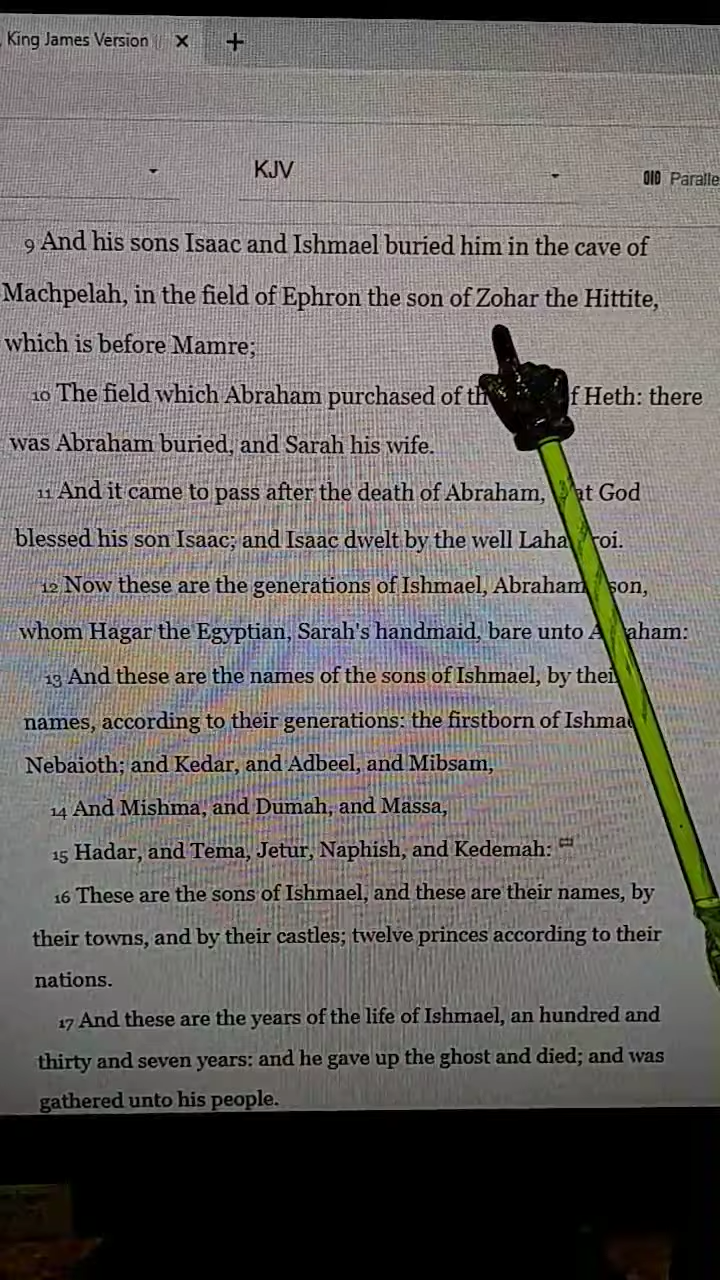 King James Version
KJV
Paralle
9 And his sons Isaac and Ishmael buried him in the cave of
Machpelah, in the field of Ephron the son of Zohar the Hittite,
which is before Mamre;
10 The field which Abraham purchased of th f Heth: there
was Abraham buried, and Sarah his wife.
11 And it came to pass after the death of Abraham, at God
blessed his son Isaac; and Isaac dwelt by the well Laha roi.
12 Now these are the generations of Ishmael, Abraham son,
whom Hagar the Egyptian, Sarah's handmaid, bare unto A aham:
13 And these are the names of the sons of Ishmael, by thei
names, according to their generations: the firstborn of Ishma
Nebaioth; and Kedar, and Adbeel, and Mibsam,
14 And Mishma, and Dumah, and Massa,
15 Hadar, and Tema, Jetur, Naphish, and Kedemah:
16 These are the sons of Ishmael, and these are their names, by
their towns, and by their castles; twelve princes according to their
nations.
17 And these are the years of the life of Ishmael, an hundred and
thirty and seven years: and he gave up the ghost and died; and was
gathered unto his people.